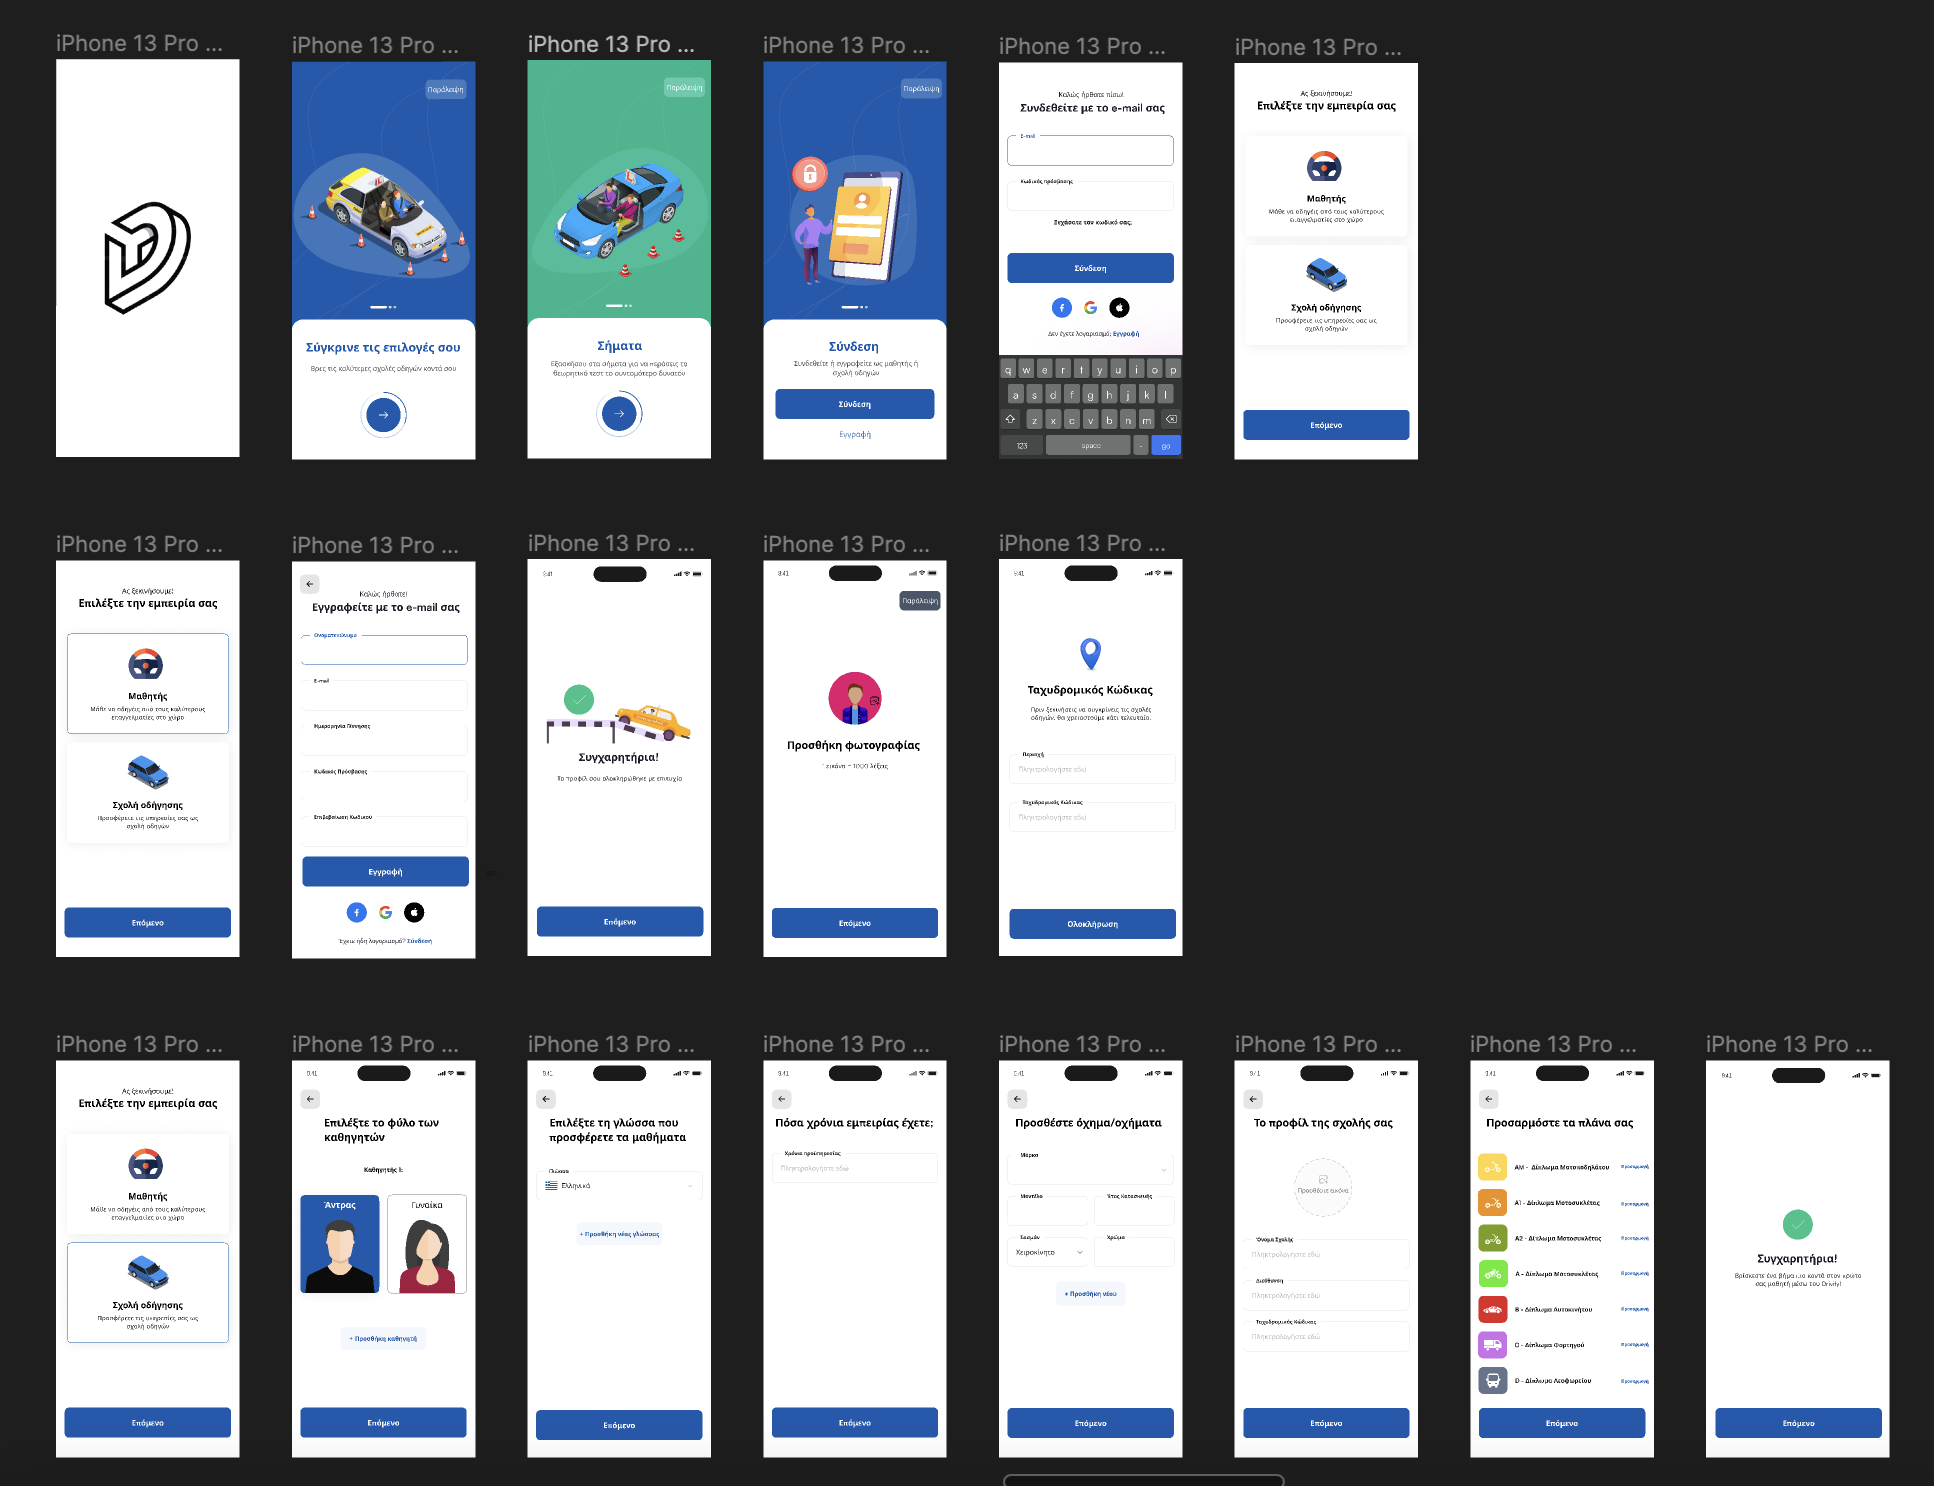 iPhone 13 Pro ...
iPhone 13 Pro ...
iPhone 13 Pro ...
iPhone 13 Pro ...
iPhone 13 Pro ...
iPhone 13 Pro ...
Παράλειψη
Σύγκρινε τις επιλογές σου
Βρες τις καλύτερες σχολές οδηγών κοντά σου
Παράλειψη
Σήματα
Εξασκήσου στα σήματα για να περάσεις το
θεωρητικό τεστ το συντομότερο δυνατόν
Παράλειψη
Σύνδεση
Συνδεθείτε ή εγγραφείτε ως μαθητής ή
σχολή οδηγών
Σύνδεση
Εγγραφή
Καλώς ήρθατε πίσω!
Συνδεθείτε με το e-mail σας
E-mail
Κωδικός πρόσβασης
Ξεχάσατε τον κωδικό σας;
Σύνδεση
Δεν έχετε λογαριασμό; Εγγραφή
q w e r t y u i o p
a s d f g h j k l
z x c v b n m
123 space . go
Ας ξεκινήσουμε!
Επιλέξτε την εμπειρία σας
Μαθητής
Μάθε να οδηγείς από τους καλύτερους
επαγγελματίες στο χώρο
Σχολή οδήγησης
Προσφέρετε τις υπηρεσίες σας ως
σχολή οδηγών
Επόμενο
iPhone 13 Pro ...
iPhone 13 Pro ...
iPhone 13 Pro ...
iPhone 13 Pro ...
iPhone 13 Pro ...
Ας ξεκινήσουμε!
Επιλέξτε την εμπειρία σας
Μαθητής
Μάθε να οδηγείς από τους καλύτερους
επαγγελματίες στο χώρο
Σχολή οδήγησης
Προσφέρετε τις υπηρεσίες σας ως
σχολή οδηγών
Επόμενο
Καλώς ήρθατε!
Εγγραφείτε με το e-mail σας
Ονοματεπώνυμο
E-mail
Ημερομηνία Γέννησης
Κωδικός Πρόσβασης
Επιβεβαίωση Κωδικού
Εγγραφή
Έχετε ήδη λογαριασμό? Σύνδεση
9:41
Συγχαρητήρια!
Το προφίλ σου ολοκληρώθηκε με επιτυχία
Επόμενο
9:41
Παράλειψη
Προσθήκη φωτογραφίας
1 εικόνα = 1000 λέξεις
Επόμενο
9:41
Ταχυδρομικός Κώδικας
Πριν ξεκινήσεις να συγκρίνεις τις σχολές
οδηγών, θα χρειαστούμε κάτι τελευταίο.
Περιοχή
Πληκτρολογήστε εδώ
Ταχυδρομικός Κώδικας
Πληκτρολογήστε εδώ
Ολοκλήρωση
iPhone 13 Pro ...
iPhone 13 Pro ...
iPhone 13 Pro ...
iPhone 13 Pro ...
iPhone 13 Pro ...
iPhone 13 Pro ...
iPhone 13 Pro ...
iPhone 13 Pro ...
Ας ξεκινήσουμε!
Επιλέξτε την εμπειρία σας
Μαθητής
Μάθε να οδηγείς από τους καλύτερους
επαγγελματίες στο χώρο
Σχολή οδήγησης
Προσφέρετε τις υπηρεσίες σας ως
σχολή οδηγών
Επόμενο
9:41
Επιλέξτε το φύλο των
καθηγητών
Καθηγητής 1:
Άντρας Γυναίκα
+ Προσθήκη καθηγητή
Επόμενο
9:41
Επιλέξτε τη γλώσσα που
προσφέρετε τα μαθήματα
Γλώσσα
Ελληνικά
+ Προσθήκη νέας γλώσσας
Επόμενο
9:41
Πόσα χρόνια εμπειρίας έχετε;
Χρόνια προϋπηρεσίας
Πληκτρολογήστε εδώ
Επόμενο
9:41
Προσθέστε όχημα/οχήματα
Μάρκα
Μοντέλο Έτος Κατασκευής
Σασμάν Χρώμα
Χειροκίνητο
+ Προσθήκη νέου
Επόμενο
9:41
Το προφίλ της σχολής σας
Προσθέστε εικόνα
Όνομα Σχολής
Πληκτρολογήστε εδώ
Διεύθυνση
Πληκτρολογήστε εδώ
Ταχυδρομικός Κώδικας
Πληκτρολογήστε εδώ
Επόμενο
9:41
Προσαρμόστε τα πλάνα σας
AM - Δίπλωμα Μοτοποδηλάτου Προσαρμογή
A1 - Δίπλωμα Μοτοσυκλέτας Προσαρμογή
A2 - Δίπλωμα Μοτοσυκλέτας Προσαρμογή
A - Δίπλωμα Μοτοσυκλέτας Προσαρμογή
B - Δίπλωμα Αυτοκινήτου Προσαρμογή
C - Δίπλωμα Φορτηγού Προσαρμογή
D - Δίπλωμα Λεωφορείου Προσαρμογή
Επόμενο
9:41
Συγχαρητήρια!
Βρίσκεστε ένα βήμα πιο κοντά στον πρώτο
σας μαθητή μέσω του Drivly!
Επόμενο